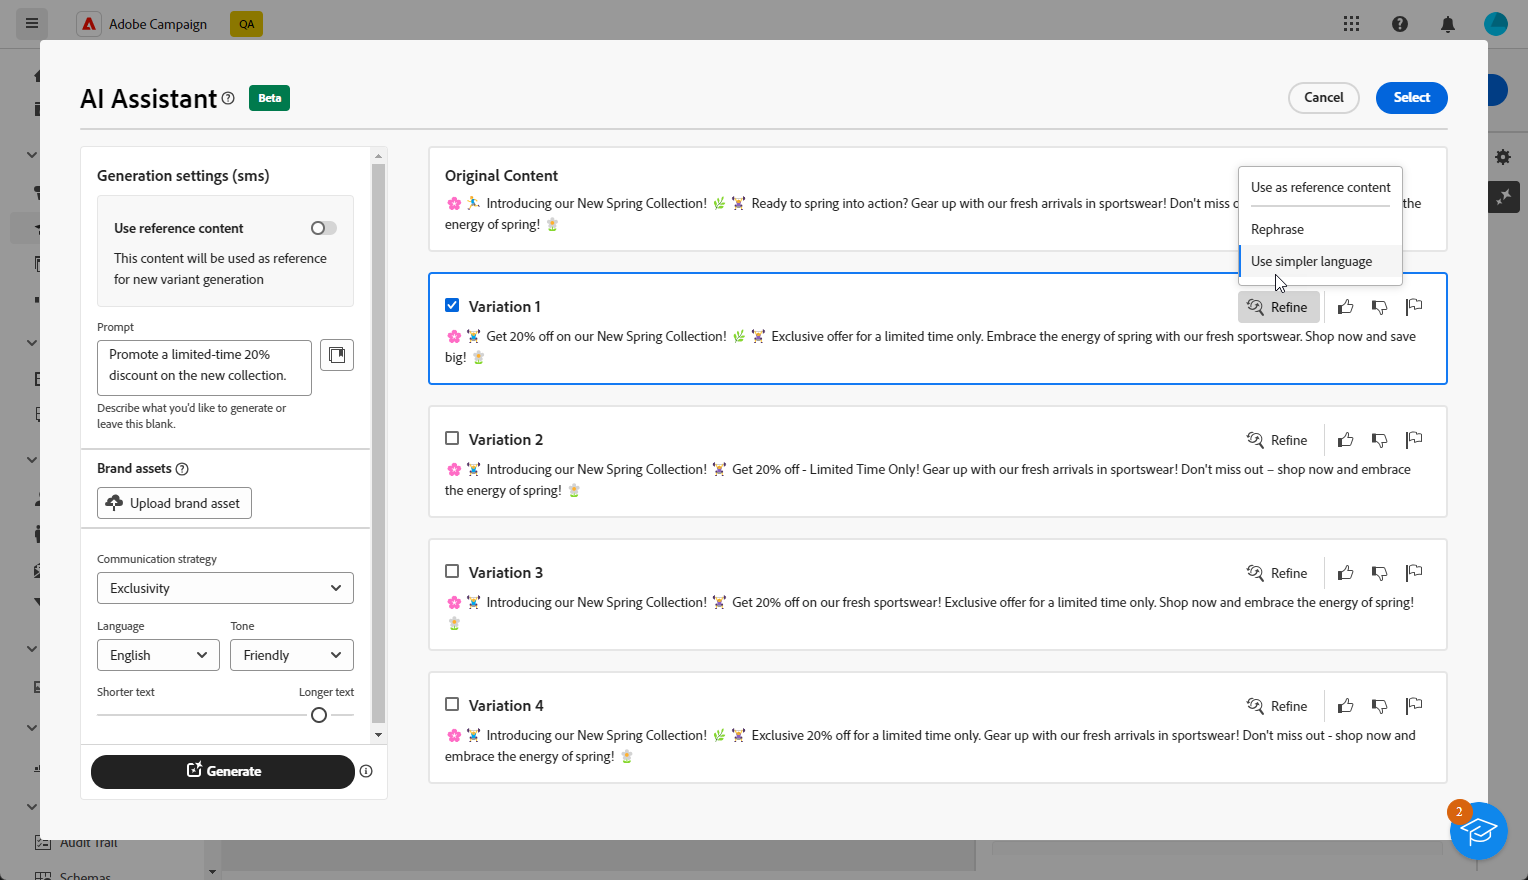 Adobe Campaign
QA
AI Assistant
Beta
Cancel
Select
Generation settings (sms)
Use reference content
This content will be used as reference
for new variant generation
Prompt
Promote a limited-time 20%
discount on the new collection.
Describe what you'd like to generate or
leave this blank.
Brand assets
Upload brand asset
Communication strategy
Exclusivity
Language
Tone
English
Friendly
Shorter text
Longer text
Generate
Original Content
🌸 🏃 Introducing our New Spring Collection! 🌿 🏋️‍♀️ Ready to spring into action? Gear up with our fresh arrivals in sportswear! Don't miss the
energy of spring! 🌼
Use as reference content
Rephrase
Use simpler language
Variation 1
Refine
🌸 🏋️ Get 20% off on our New Spring Collection! 🌿 🏋️‍♀️ Exclusive offer for a limited time only. Embrace the energy of spring with our fresh sportswear. Shop now and save
big! 🌼
Variation 2
Refine
🌸 🏋️ Introducing our New Spring Collection! 🏋️‍♀️ Get 20% off - Limited Time Only! Gear up with our fresh arrivals in sportswear! Don't miss out – shop now and embrace
the energy of spring! 🌼
Variation 3
Refine
🌸 🏋️ Introducing our New Spring Collection! 🏋️‍♀️ Get 20% off on our fresh sportswear! Exclusive offer for a limited time only. Shop now and embrace the energy of spring!
🌼
Variation 4
Refine
🌸 🏋️ Introducing our New Spring Collection! 🌿 🏋️‍♀️ Exclusive 20% off for a limited time only. Gear up with our fresh arrivals in sportswear! Don't miss out - shop now and
embrace the energy of spring! 🌼
2
Audit Trail
Schemas